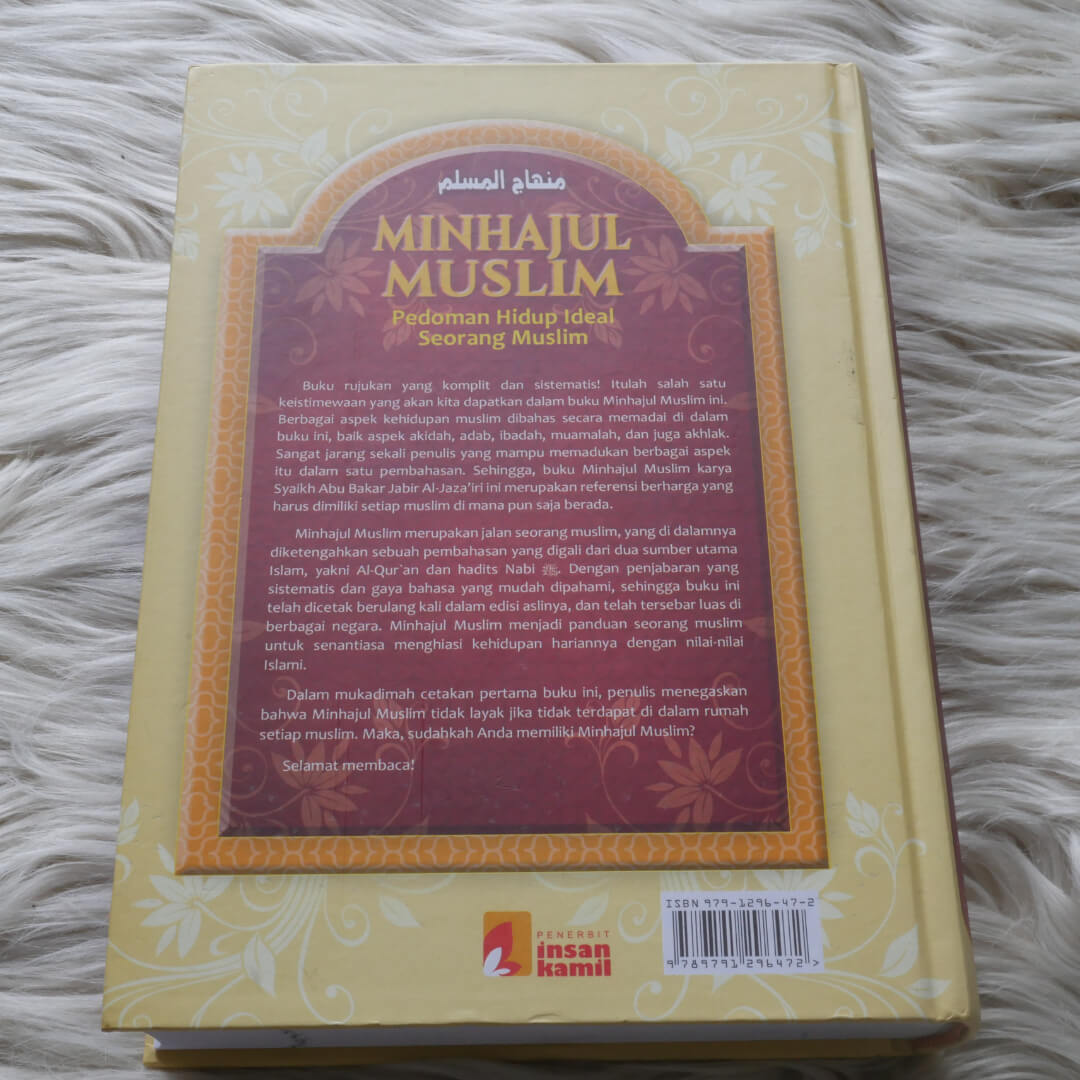 منهاج المسلم
MINHAJUL
MUSLIM
Pedoman Hidup Ideal
Seorang Muslim
Buku rujukan yang komplit dan sistematis! Itulah salah satu
keistimewaan yang akan kita dapatkan dalam buku Minhajul Muslim ini.
Berbagai aspek kehidupan muslim dibahas secara memadai di dalam
buku ini, baik aspek akidah, adab, ibadah, muamalah, dan juga akhlak.
Sangat jarang sekali penulis yang mampu memadukan berbagai aspek
itu dalam satu pembahasan. Sehingga, buku Minhajul Muslim karya
Syaikh Abu Bakar Jabir Al-Jaza'iri ini merupakan referensi berharga yang
harus dimiliki setiap muslim di mana pun saja berada.
Minhajul Muslim merupakan jalan seorang muslim, yang di dalamnya
diketengahkan sebuah pembahasan yang digali dari dua sumber utama
Islam, yakni Al-Qur`an dan hadits Nabi ﷺ. Dengan penjabaran yang
sistematis dan gaya bahasa yang mudah dipahami, sehingga buku ini
telah dicetak berulang kali dalam edisi aslinya, dan telah tersebar luas di
berbagai negara. Minhajul Muslim menjadi panduan seorang muslim
untuk senantiasa menghiasi kehidupan hariannya dengan nilai-nilai
Islami.
Dalam mukadimah cetakan pertama buku ini, penulis menegaskan
bahwa Minhajul Muslim tidak layak jika tidak terdapat di dalam rumah
setiap muslim. Maka, sudahkah Anda memiliki Minhajul Muslim?
Selamat membaca!
PENERBIT
insan
kamil
ISBN 979-1296-47-2
9 789791 296472 >